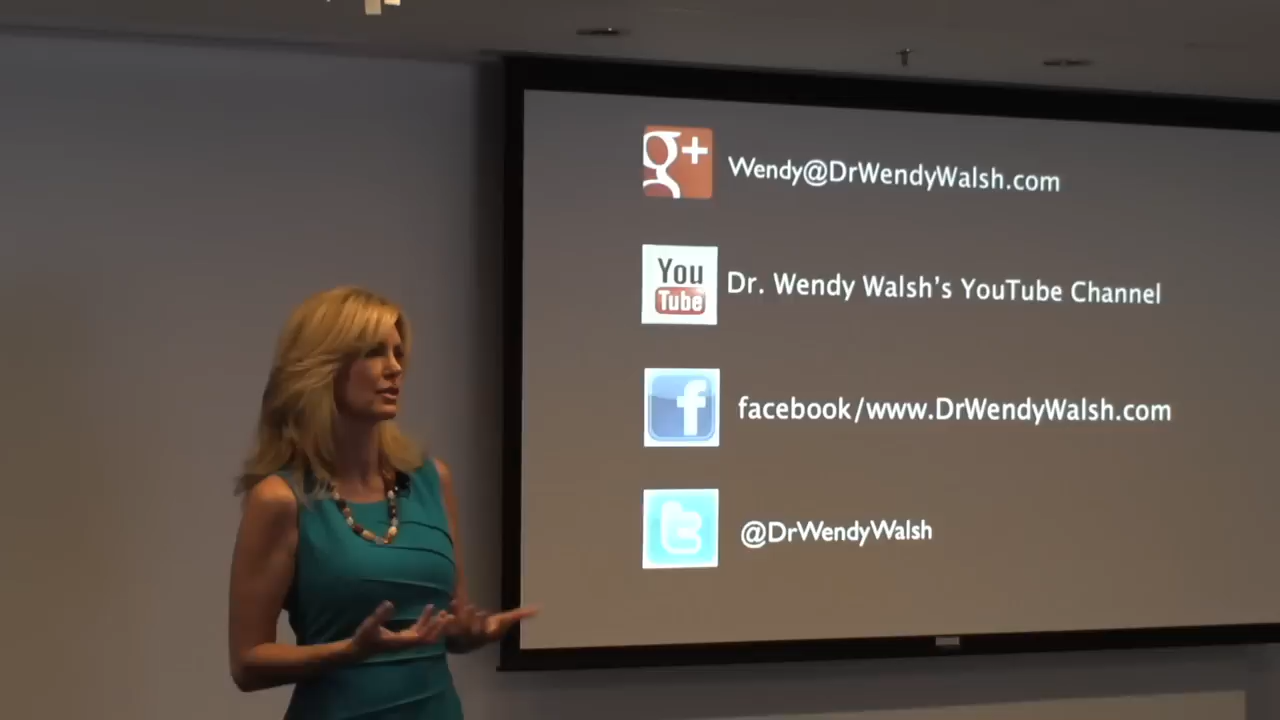 g+ Wendy@DrWendyWalsh.com
You
Tube Dr. Wendy Walsh's YouTube Channel
f facebook/www.DrWendyWalsh.com
t @DrWendyWalsh